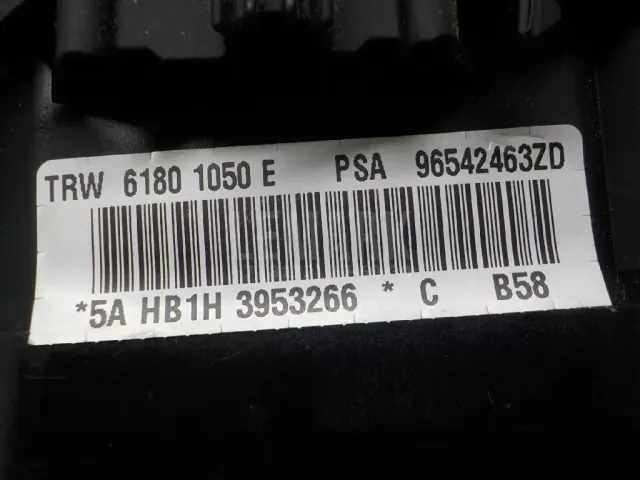 TRW 6180 1050 E PSA 96542463ZD
*5A HB1H 3953266 * C B58